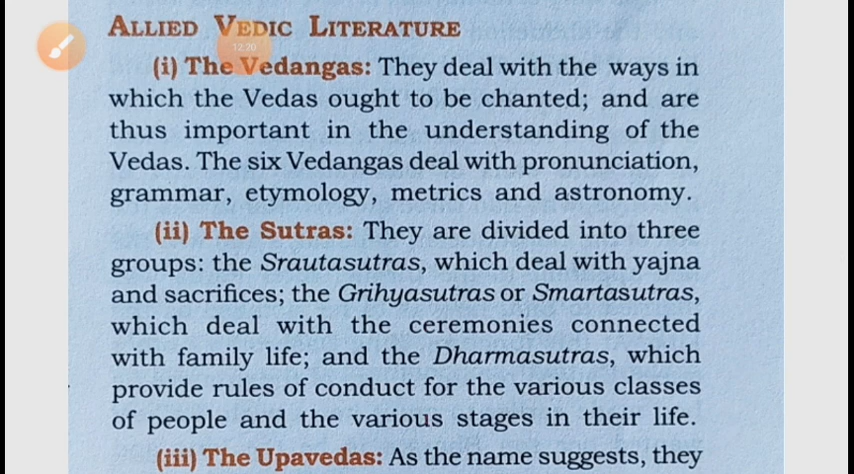 ALLIED VEDIC LITERATURE
12:20
(i) The Vedangas: They deal with the ways in
which the Vedas ought to be chanted; and are
thus important in the understanding of the
Vedas. The six Vedangas deal with pronunciation,
grammar, etymology, metrics and astronomy.
(ii) The Sutras: They are divided into three
groups: the Srautasutras, which deal with yajna
and sacrifices; the Grihyasutras or Smartasutras,
which deal with the ceremonies connected
with family life; and the Dharmasutras, which
provide rules of conduct for the various classes
of people and the various stages in their life.
(iii) The Upavedas: As the name suggests, they